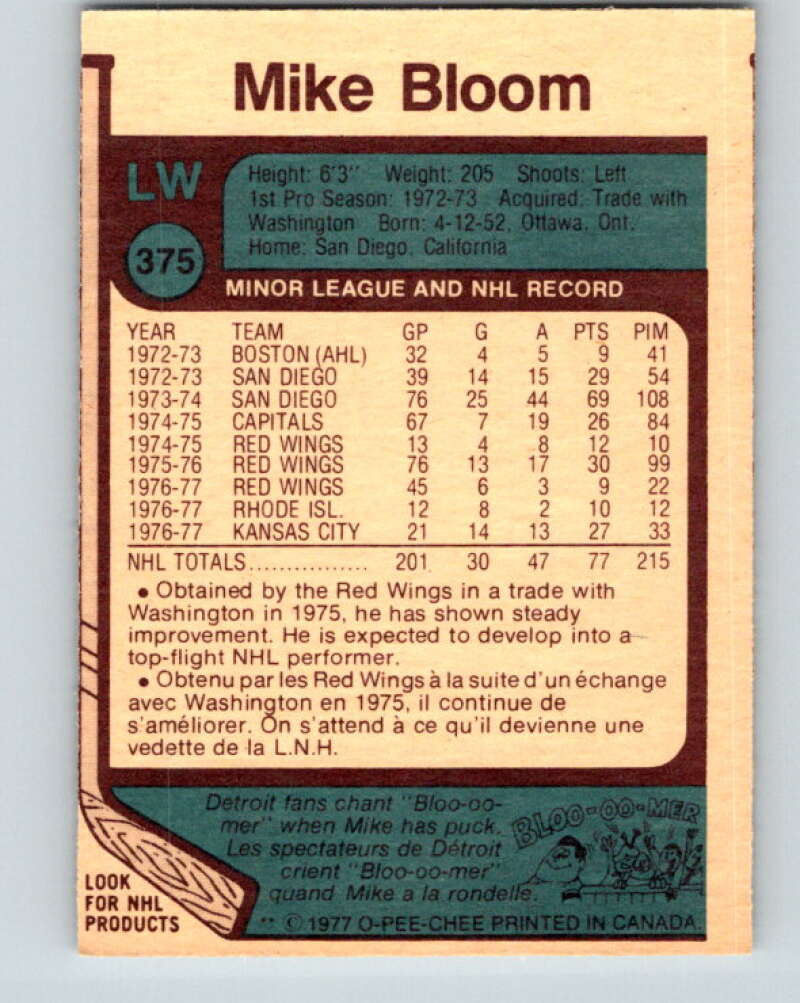 Mike Bloom
LW
375
Height: 6'3" Weight: 205 Shoots: Left
1st Pro Season: 1972-73 Acquired: Trade with
Washington Born: 4-12-52, Ottawa, Ont.
Home: San Diego, California
MINOR LEAGUE AND NHL RECORD
YEAR TEAM GP G A PTS PIM
1972-73 BOSTON (AHL) 32 4 5 9 41
1972-73 SAN DIEGO 39 14 15 29 54
1973-74 SAN DIEGO 76 25 44 69 108
1974-75 CAPITALS 67 7 19 26 84
1974-75 RED WINGS 13 4 8 12 10
1975-76 RED WINGS 76 13 17 30 99
1976-77 RED WINGS 45 6 3 9 22
1976-77 RHODE ISL. 12 8 2 10 12
1976-77 KANSAS CITY 21 14 13 27 33
NHL TOTALS................ 201 30 47 77 215
• Obtained by the Red Wings in a trade with
Washington in 1975, he has shown steady
improvement. He is expected to develop into a
top-flight NHL performer.
• Obtenu par les Red Wings à la suite d'un échange
avec Washington en 1975, il continue de
s'améliorer. On s'attend à ce qu'il devienne une
vedette de la L.N.H.
Detroit fans chant "Bloo-oo-
mer" when Mike has puck.
Les spectateurs de Détroit
crient "Bloo-oo-mer"
quand Mike a la rondelle.
BLOO-OO-MER
LOOK
FOR NHL
PRODUCTS
** © 1977 O-PEE-CHEE PRINTED IN CANADA.